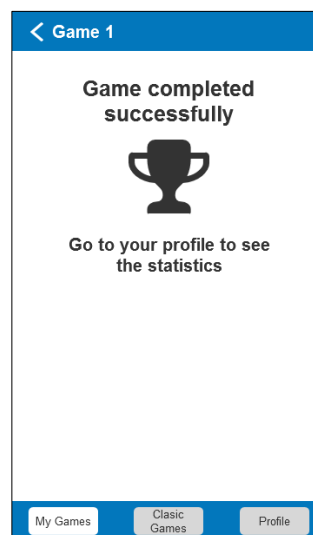 Game 1
Game completed
successfully
Go to your profile to see
the statistics
My Games
Clasic
Games
Profile